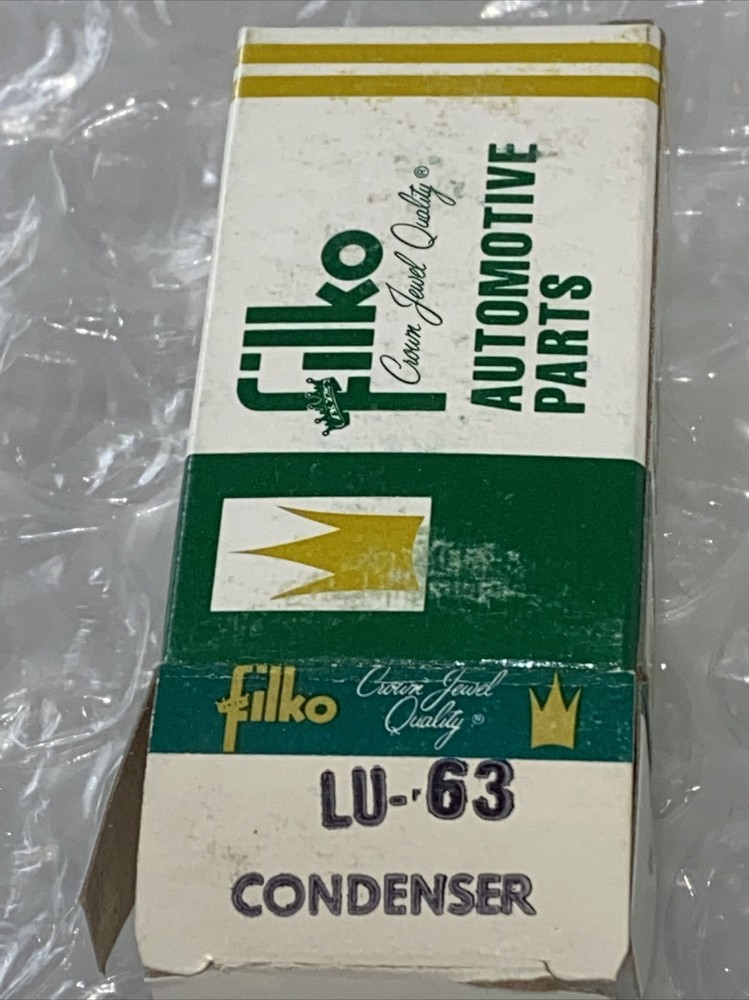 filko
Crown Jewel Quality®
AUTOMOTIVE
PARTS
filko
Crown Jewel
Quality®
LU-63
CONDENSER